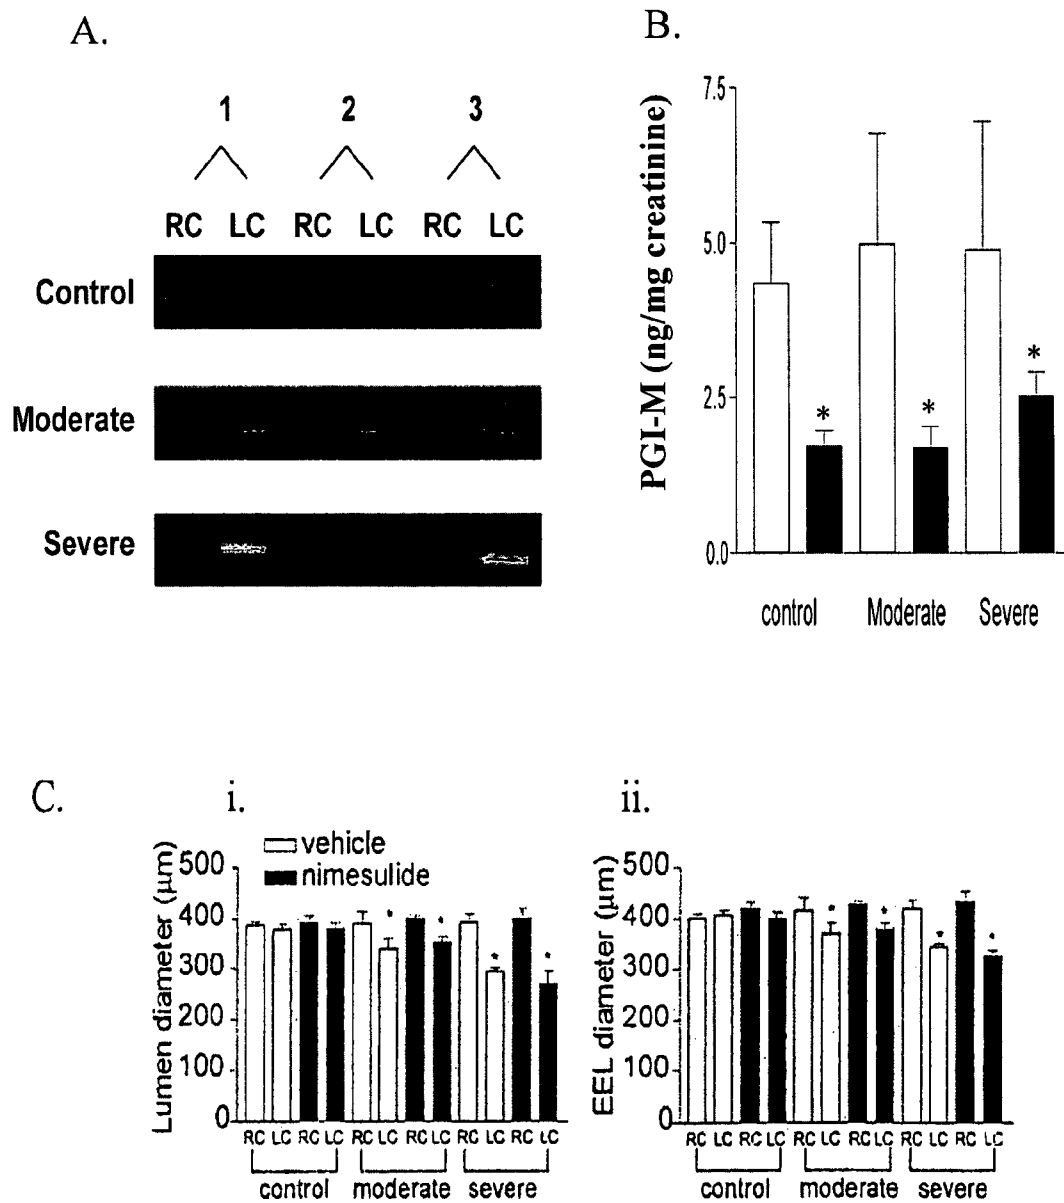 A.
1 2 3
RC LC RC LC RC LC
Control
Moderate
Severe
B.
PGI-M (ng/mg creatinine)
7.5
5.0
2.5
0.0
*
*
*
control Moderate Severe
C.
i.
vehicle
nimesulide
Lumen diameter (µm)
500
400
300
200
100
0
* * * *
RC LC RC LC RC LC RC LC RC LC RC LC
control moderate severe
ii.
EEL diameter (µm)
500
400
300
200
100
0
* * * *
RC LC RC LC RC LC RC LC RC LC RC LC
control moderate severe